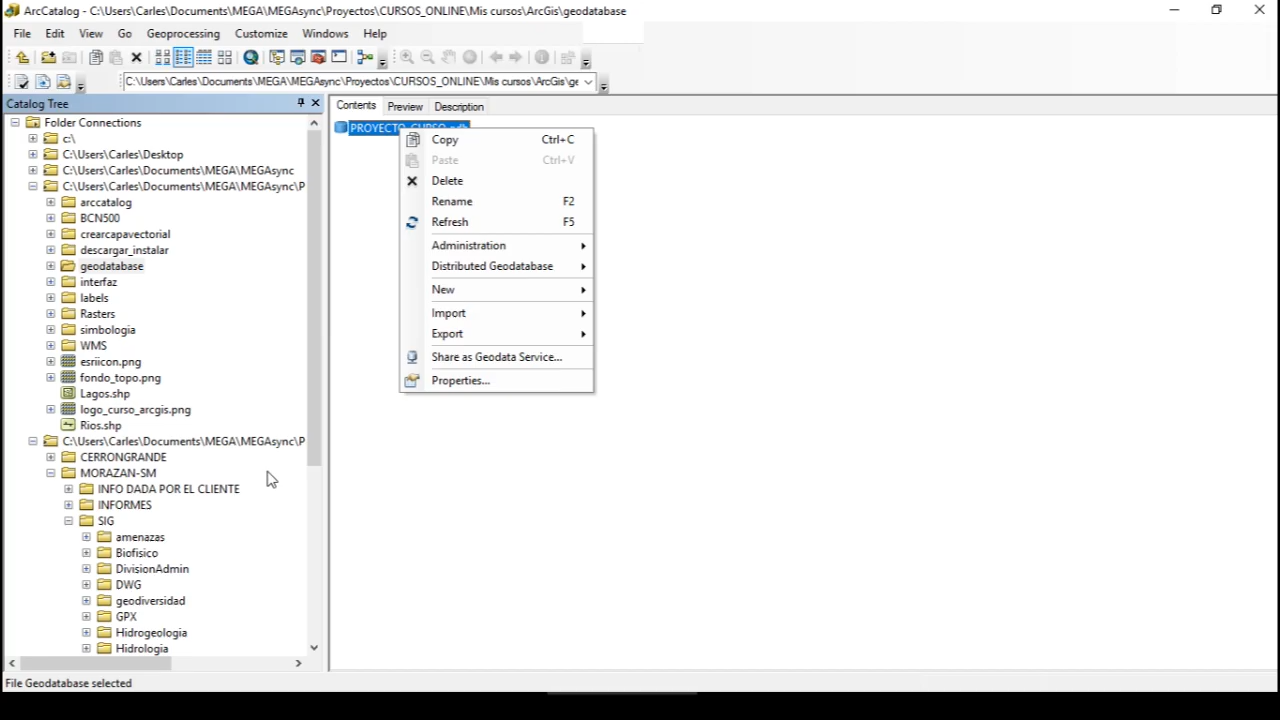 ArcCatalog - C:\Users\Carles\Documents\MEGA\MEGAsync\Proyectos\CURSOS_ONLINE\Mis cursos\ArcGis\geodatabase
File Edit View Go Geoprocessing Customize Windows Help
C:\Users\Carles\Documents\MEGA\MEGAsync\Proyectos\CURSOS_ONLINE\Mis cursos\ArcGis\ge
Catalog Tree
Folder Connections
c:\
C:\Users\Carles\Desktop
C:\Users\Carles\Documents\MEGA\MEGAsync
C:\Users\Carles\Documents\MEGA\MEGAsync\P
arccatalog
BCN500
crearcapavectorial
descargar_instalar
geodatabase
interfaz
labels
Rasters
simbologia
WMS
esriicon.png
fondo_topo.png
Lagos.shp
logo_curso_arcgis.png
Rios.shp
C:\Users\Carles\Documents\MEGA\MEGAsync\P
CERRONGRANDE
MORAZAN-SM
INFO DADA POR EL CLIENTE
INFORMES
SIG
amenazas
Biofisico
DivisionAdmin
DWG
geodiversidad
GPX
Hidrogeologia
Hidrologia
Contents Preview Description
PROYECTO_CURSO.gdb
Copy Ctrl+C
Paste Ctrl+V
Delete
Rename F2
Refresh F5
Administration
Distributed Geodatabase
New
Import
Export
Share as Geodata Service...
Properties...
File Geodatabase selected